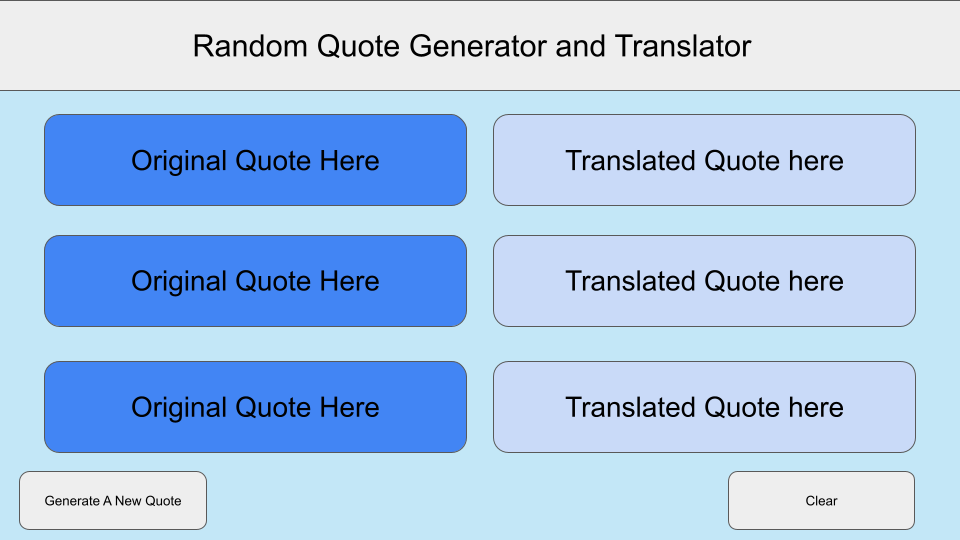 Random Quote Generator and Translator
Original Quote Here
Translated Quote here
Original Quote Here
Translated Quote here
Original Quote Here
Translated Quote here
Generate A New Quote
Clear